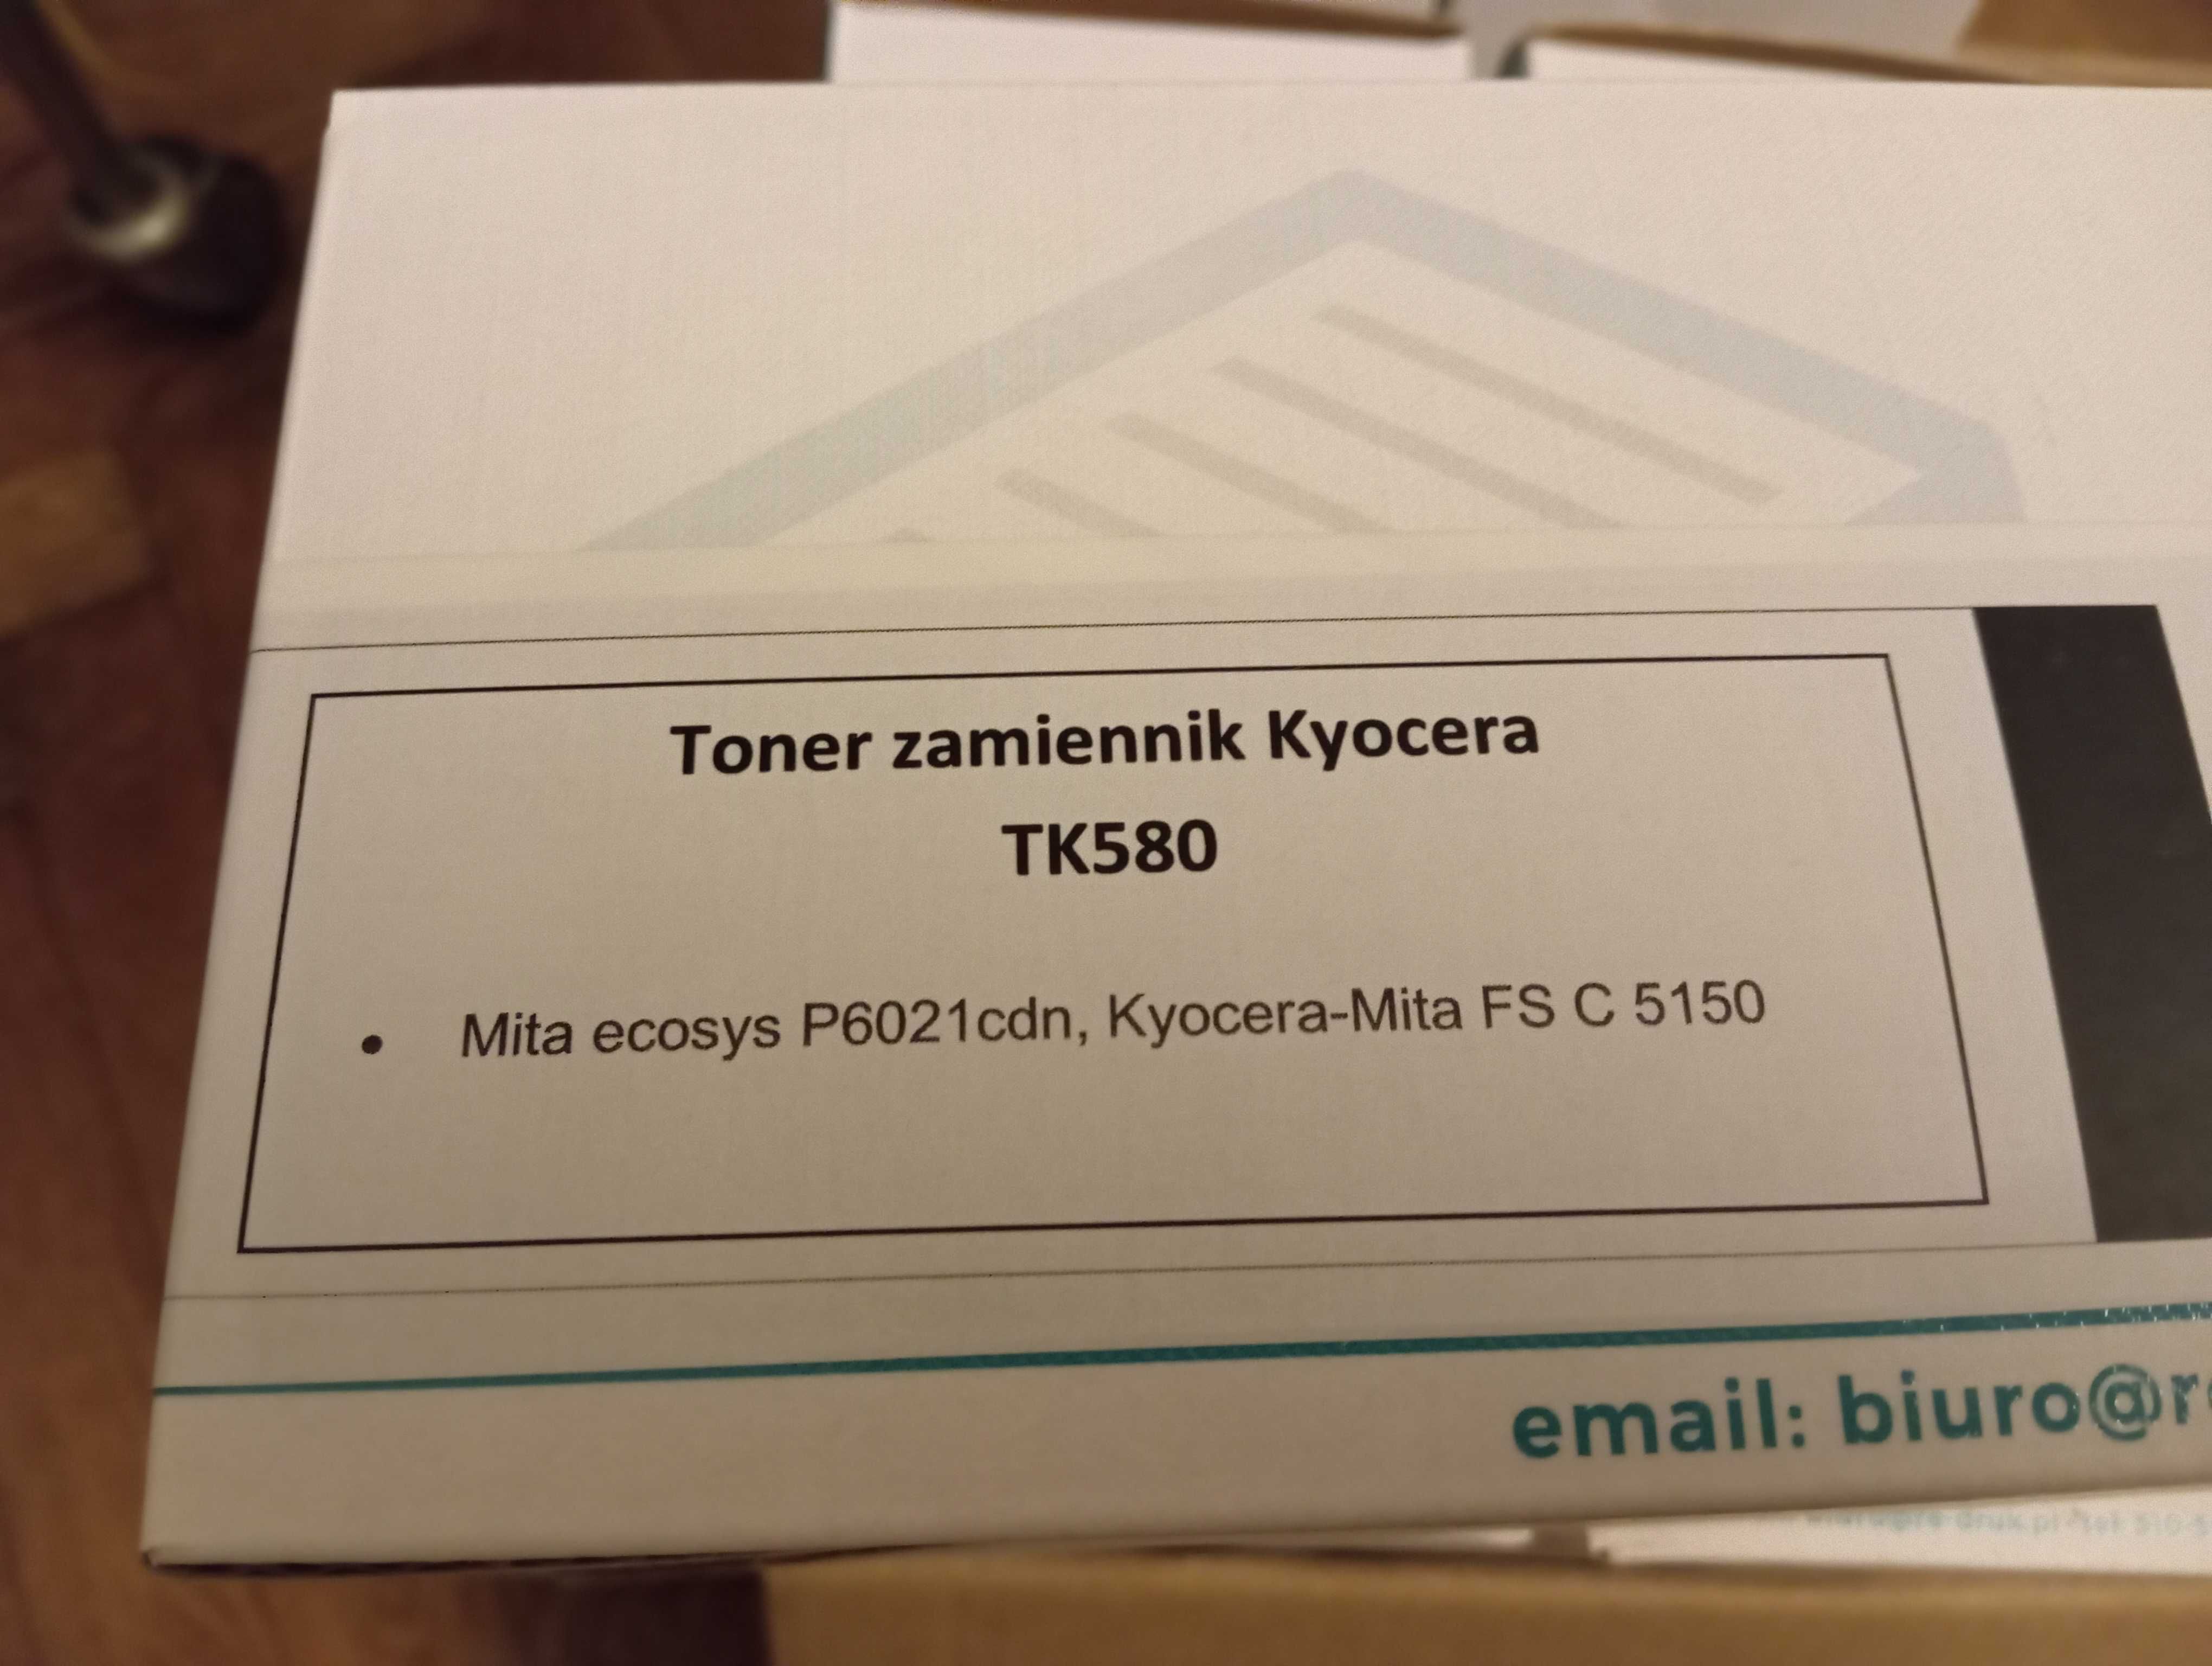 Toner zamiennik Kyocera
TK580
• Mita ecosys P6021cdn, Kyocera-Mita FS C 5150
email: biuro@r